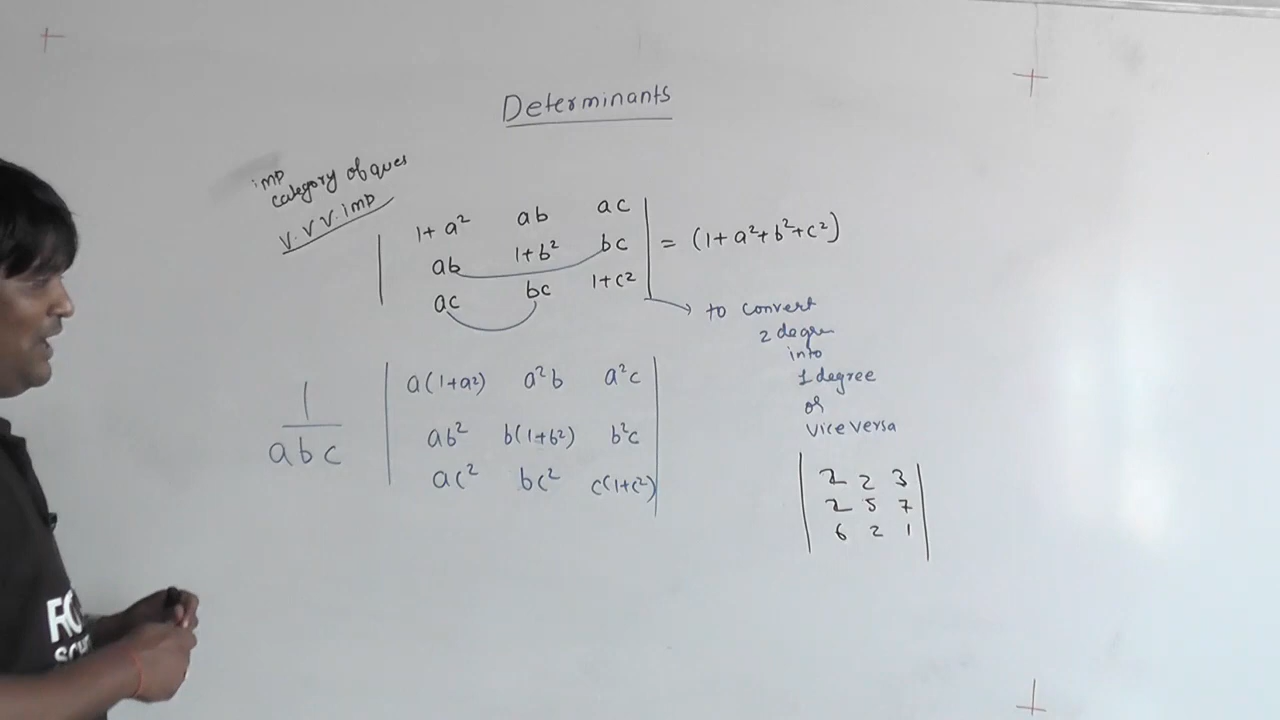 Determinants
imp
category of ques
V.V.V.imp
| 1+a² ab ac |
| ab 1+b² bc | = (1+a²+b²+c²)
| ac bc 1+c² |
to convert
2 degree
into
1 degree
or
vice versa
1/abc
| a(1+a²) a²b a²c |
| ab² b(1+b²) b²c |
| ac² bc² c(1+c²) |
| 2 2 3 |
| 2 5 7 |
| 6 2 1 |